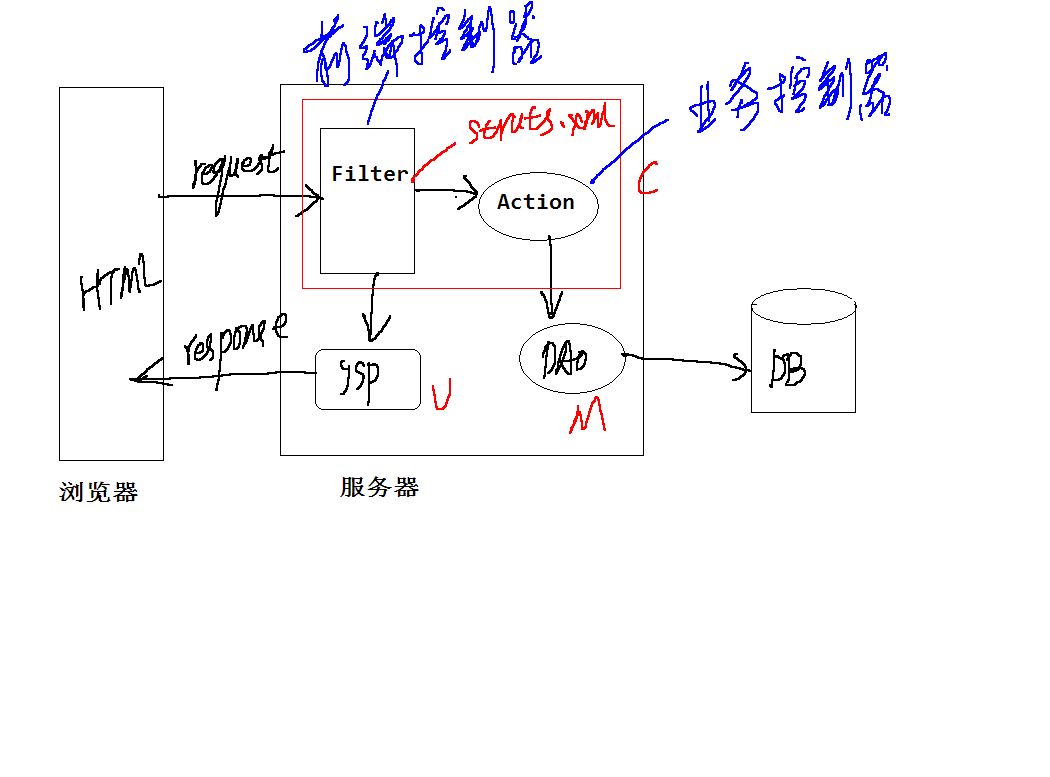 前端控制器
业务控制器
struts.xml
request
Filter
Action
C
HTML
response
JSP
V
DAO
M
DB
浏览器
服务器